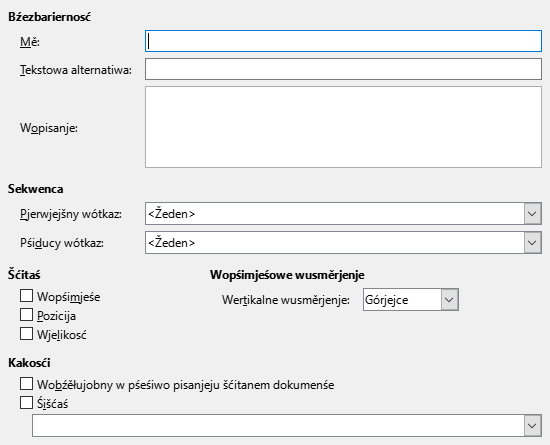 Bźezbariernosć
Mě:
Tekstowa alternatiwa:
Wopisanje:
Sekwenca
Pjerwjejšny wótkaz: <Žeden>
Pśiducy wótkaz: <Žeden>
Šćitaś Wopśimjeśowe wusměrjenje
Wopśimjeśe Wertikalne wusměrjenje: Górjejce
Pozicija
Wjelikosć
Kakosći
Wobźěłujobny w pśeśiwo pisanjeju šćitanem dokumenśe
Śišćaś